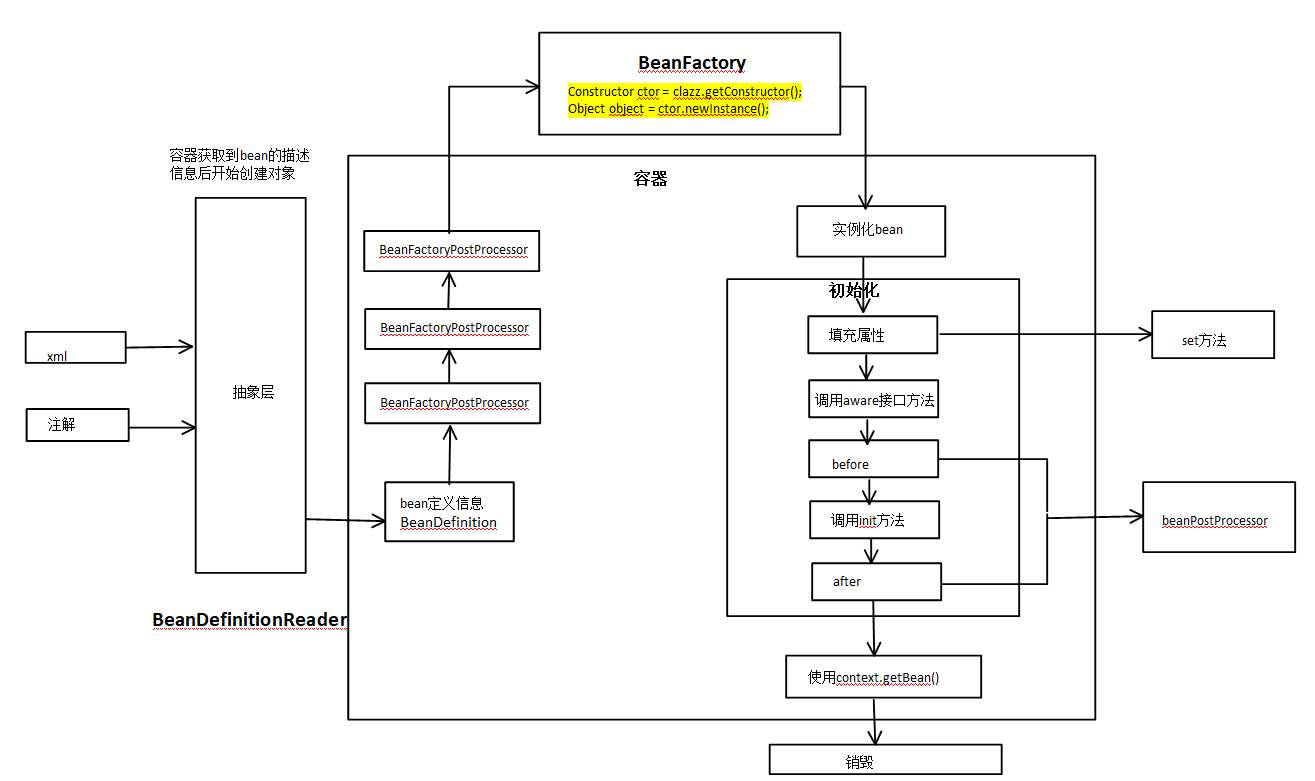 BeanFactory
Constructor ctor = clazz.getConstructor();
Object object = ctor.newInstance();
容器获取到bean的描述
信息后开始创建对象
容器
实例化bean
BeanFactoryPostProcessor
初始化
BeanFactoryPostProcessor
填充属性
set方法
xml
抽象层
BeanFactoryPostProcessor
调用aware接口方法
注解
before
bean定义信息
BeanDefinition
调用init方法
beanPostProcessor
after
BeanDefinitionReader
使用context.getBean()
销毁